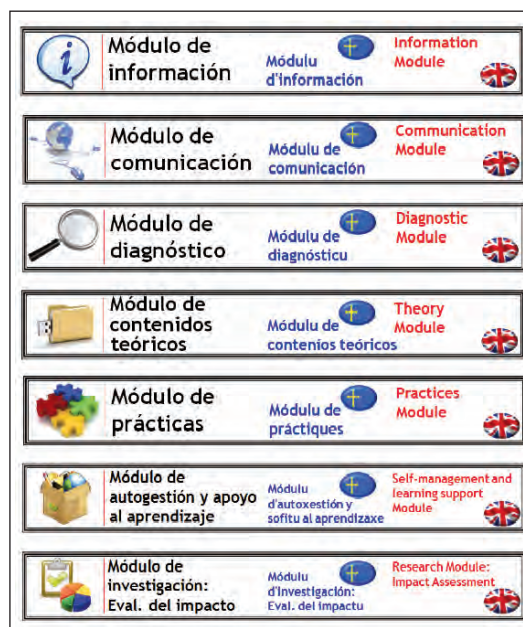 Módulo de
información
Módulu
d'información
Information
Module
Módulo de
comunicación
Módulu de
comunicación
Communication
Module
Módulo de
diagnóstico
Módulu de
diagnósticu
Diagnostic
Module
Módulo de
contenidos
teóricos
Módulu de
conteníos teóricos
Theory
Module
Módulo de
prácticas
Módulu de
práctiques
Practices
Module
Módulo de
autogestión y apoyo
al aprendizaje
Módulu
d'autoxestión y
sofitu al aprendizaxe
Self-management and
learning support
Module
Módulo de
investigación:
Eval. del impacto
Módulu
d'Investigación:
Eval. del impactu
Research Module:
Impact Assessment